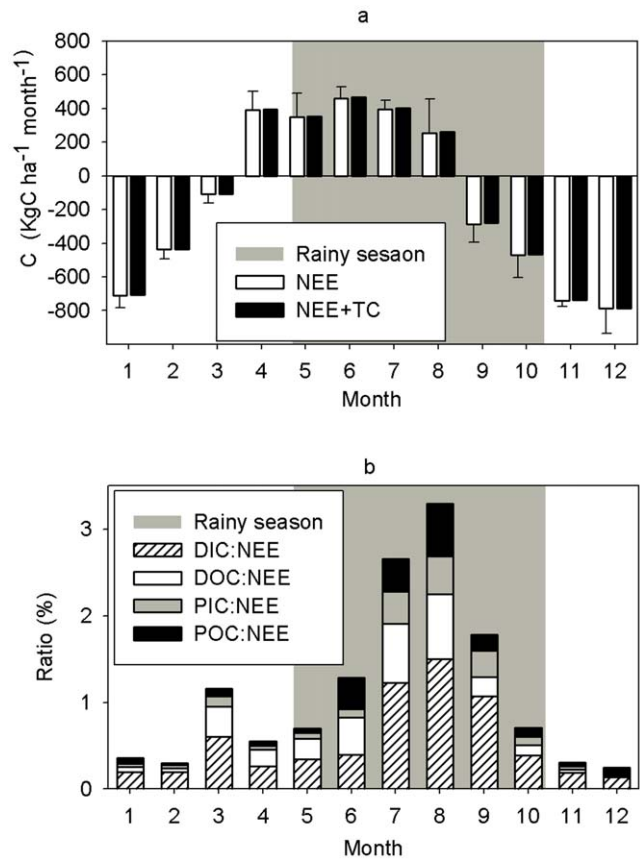 a
C (KgC ha⁻¹ month⁻¹)
800
600
400
200
0
-200
-400
-600
-800
Rainy sesaon
NEE
NEE+TC
1 2 3 4 5 6 7 8 9 10 11 12
Month
b
Ratio (%)
3
2
1
0
Rainy season
DIC:NEE
DOC:NEE
PIC:NEE
POC:NEE
1 2 3 4 5 6 7 8 9 10 11 12
Month